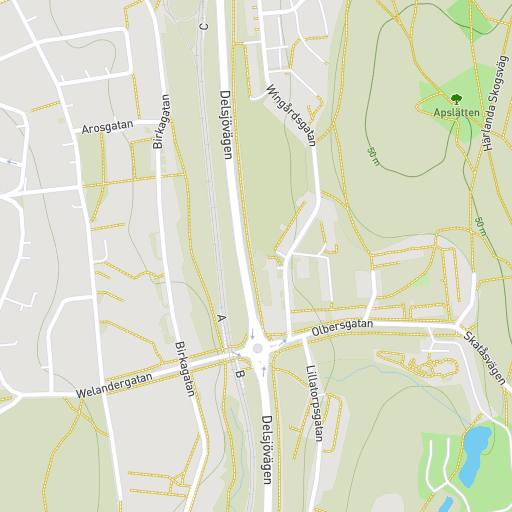 C
Delsjövägen
Wingårdsgatan
Härlanda Skogsväg
Apslätten
Arosgatan
Birkagatan
50 m
50 m
A
Olbersgatan
Skatåsvägen
Birkagatan
B
Welandergatan
Lillatorpsgatan
Delsjövägen